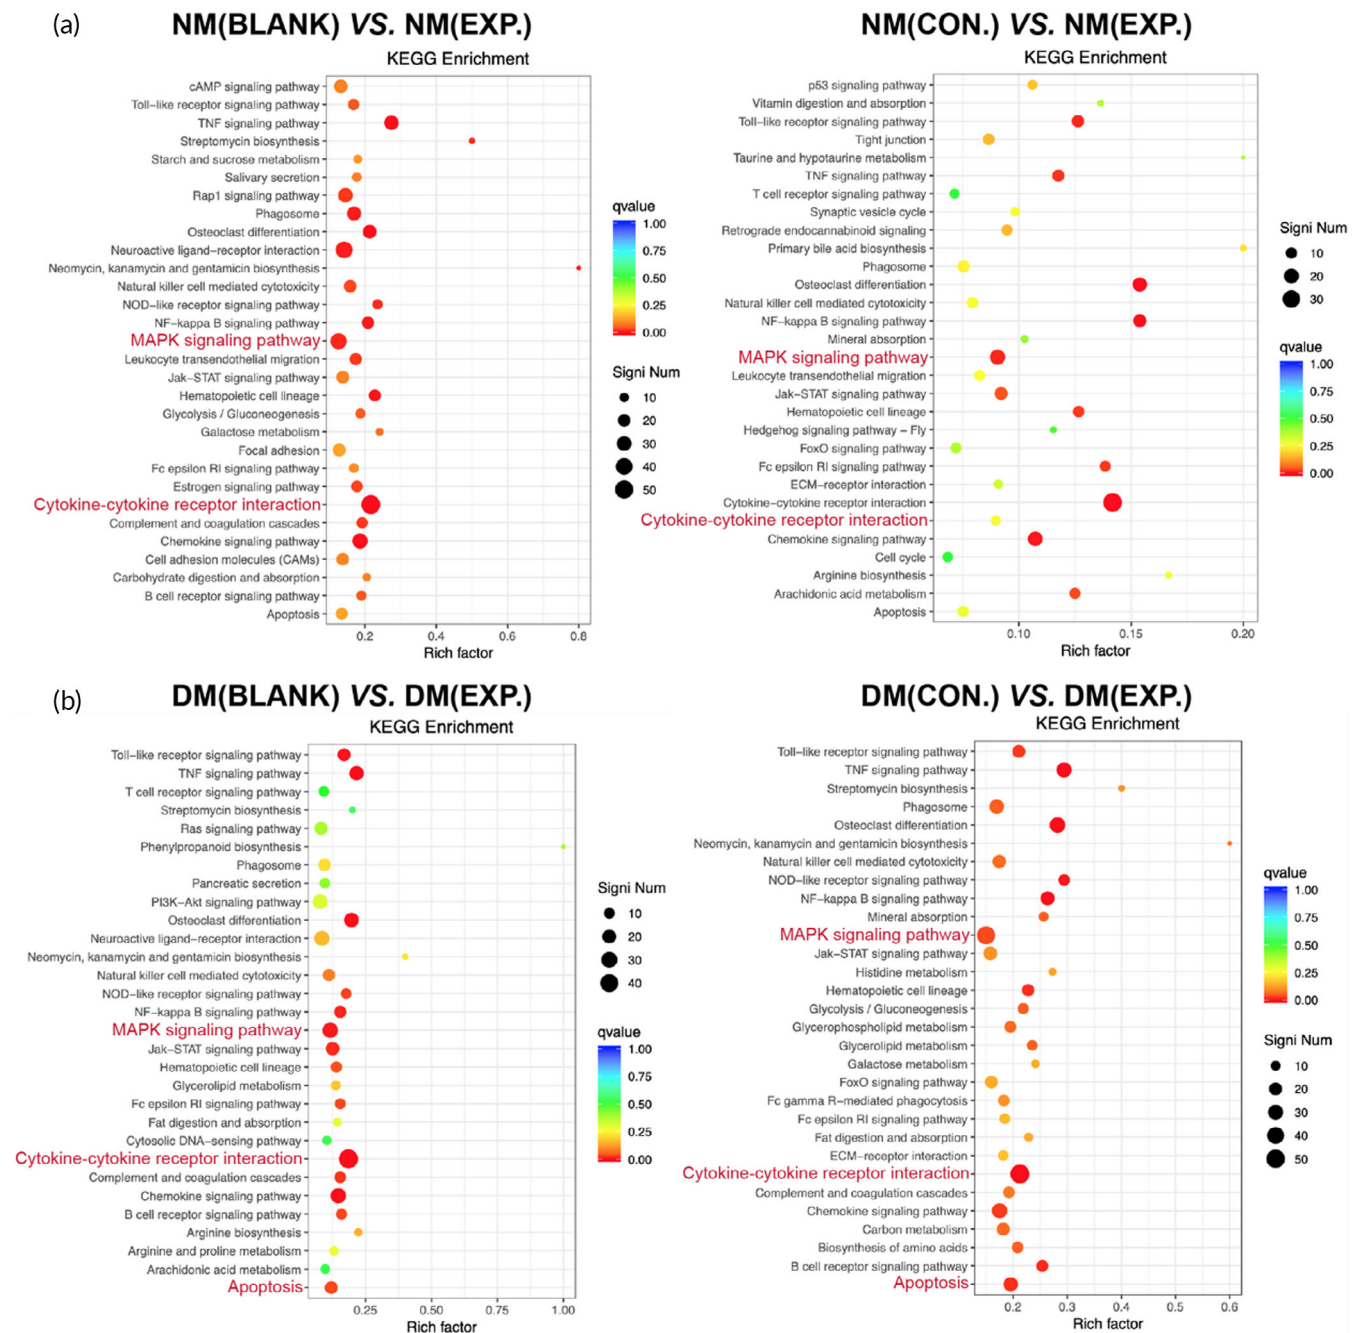 (a)
NM(BLANK) VS. NM(EXP.)
KEGG Enrichment
cAMP signaling pathway
Toll−like receptor signaling pathway
TNF signaling pathway
Streptomycin biosynthesis
Starch and sucrose metabolism
Salivary secretion
Rap1 signaling pathway
Phagosome
Osteoclast differentiation
Neuroactive ligand−receptor interaction
Neomycin, kanamycin and gentamicin biosynthesis
Natural killer cell mediated cytotoxicity
NOD−like receptor signaling pathway
NF−kappa B signaling pathway
MAPK signaling pathway
Leukocyte transendothelial migration
Jak−STAT signaling pathway
Hematopoietic cell lineage
Glycolysis / Gluconeogenesis
Galactose metabolism
Focal adhesion
Fc epsilon RI signaling pathway
Estrogen signaling pathway
Cytokine-cytokine receptor interaction
Complement and coagulation cascades
Chemokine signaling pathway
Cell adhesion molecules (CAMs)
Carbohydrate digestion and absorption
B cell receptor signaling pathway
Apoptosis
0.2 0.4 0.6 0.8
Rich factor
qvalue
1.00
0.75
0.50
0.25
0.00
Signi Num
10
20
30
40
50
NM(CON.) VS. NM(EXP.)
KEGG Enrichment
p53 signaling pathway
Vitamin digestion and absorption
Toll−like receptor signaling pathway
Tight junction
Taurine and hypotaurine metabolism
TNF signaling pathway
T cell receptor signaling pathway
Synaptic vesicle cycle
Retrograde endocannabinoid signaling
Primary bile acid biosynthesis
Phagosome
Osteoclast differentiation
Natural killer cell mediated cytotoxicity
NF−kappa B signaling pathway
Mineral absorption
MAPK signaling pathway
Leukocyte transendothelial migration
Jak−STAT signaling pathway
Hematopoietic cell lineage
Hedgehog signaling pathway − Fly
FoxO signaling pathway
Fc epsilon RI signaling pathway
ECM−receptor interaction
Cytokine−cytokine receptor interaction
Cytokine-cytokine receptor interaction
Chemokine signaling pathway
Cell cycle
Arginine biosynthesis
Arachidonic acid metabolism
Apoptosis
0.10 0.15 0.20
Rich factor
Signi Num
10
20
30
qvalue
1.00
0.75
0.50
0.25
0.00
(b)
DM(BLANK) VS. DM(EXP.)
KEGG Enrichment
Toll−like receptor signaling pathway
TNF signaling pathway
T cell receptor signaling pathway
Streptomycin biosynthesis
Ras signaling pathway
Phenylpropanoid biosynthesis
Phagosome
Pancreatic secretion
PI3K−Akt signaling pathway
Osteoclast differentiation
Neuroactive ligand−receptor interaction
Neomycin, kanamycin and gentamicin biosynthesis
Natural killer cell mediated cytotoxicity
NOD−like receptor signaling pathway
NF−kappa B signaling pathway
MAPK signaling pathway
Jak−STAT signaling pathway
Hematopoietic cell lineage
Glycerolipid metabolism
Fc epsilon RI signaling pathway
Fat digestion and absorption
Cytosolic DNA−sensing pathway
Cytokine-cytokine receptor interaction
Complement and coagulation cascades
Chemokine signaling pathway
B cell receptor signaling pathway
Arginine biosynthesis
Arginine and proline metabolism
Arachidonic acid metabolism
Apoptosis
0.25 0.50 0.75 1.00
Rich factor
Signi Num
10
20
30
40
qvalue
1.00
0.75
0.50
0.25
0.00
DM(CON.) VS. DM(EXP.)
KEGG Enrichment
Toll−like receptor signaling pathway
TNF signaling pathway
Streptomycin biosynthesis
Phagosome
Osteoclast differentiation
Neomycin, kanamycin and gentamicin biosynthesis
Natural killer cell mediated cytotoxicity
NOD−like receptor signaling pathway
NF−kappa B signaling pathway
Mineral absorption
MAPK signaling pathway
Jak−STAT signaling pathway
Histidine metabolism
Hematopoietic cell lineage
Glycolysis / Gluconeogenesis
Glycerophospholipid metabolism
Glycerolipid metabolism
Galactose metabolism
FoxO signaling pathway
Fc gamma R−mediated phagocytosis
Fc epsilon RI signaling pathway
Fat digestion and absorption
ECM−receptor interaction
Cytokine-cytokine receptor interaction
Complement and coagulation cascades
Chemokine signaling pathway
Carbon metabolism
Biosynthesis of amino acids
B cell receptor signaling pathway
Apoptosis
0.2 0.3 0.4 0.5 0.6
Rich factor
qvalue
1.00
0.75
0.50
0.25
0.00
Signi Num
10
20
30
40
50